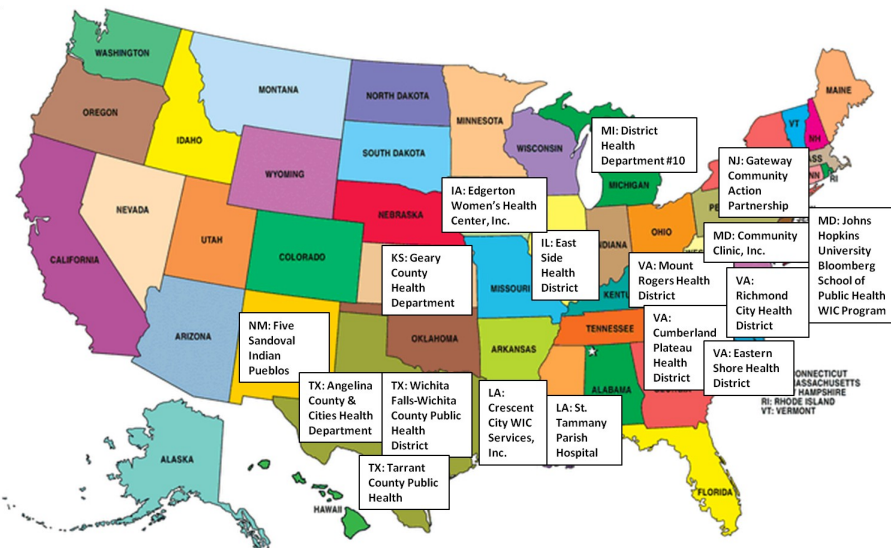 WASHINGTON
OREGON
IDAHO
MONTANA
NORTH DAKOTA
MINNESOTA
SOUTH DAKOTA
WYOMING
NEBRASKA
NEVADA
UTAH
COLORADO
CALIFORNIA
ARIZONA
WISCONSIN
MICHIGAN
MAINE
VT
NH
ASS
NN
RI
PE
OHIO
DIANA
MISSOURI
KENTU
TENNESSEE
OKLAHOMA
ARKANSAS
ALABAMA
FLORIDA
ALASKA
HAWAII
MI: District
Health
Department #10
NJ: Gateway
Community
Action
Partnership
IA: Edgerton
Women's Health
Center, Inc.
MD: Johns
Hopkins
University
Bloomberg
School of
Public Health
WIC Program
MD: Community
Clinic, Inc.
KS: Geary
County
Health
Department
IL: East
Side
Health
District
VA: Mount
Rogers Health
District
VA:
Richmond
City Health
District
NM: Five
Sandoval
Indian
Pueblos
VA:
Cumberland
Plateau
Health
District
VA: Eastern
Shore Health
District
TX: Angelina
County &
Cities Health
Department
TX: Wichita
Falls-Wichita
County Public
Health
District
LA:
Crescent
City WIC
Services,
Inc.
LA: St.
Tammany
Parish
Hospital
TX: Tarrant
County Public
Health
ONNECTICUT
ASSACHUSETTS
HAMPSHIRE
RI: RHODE ISLAND
VT: VERMONT